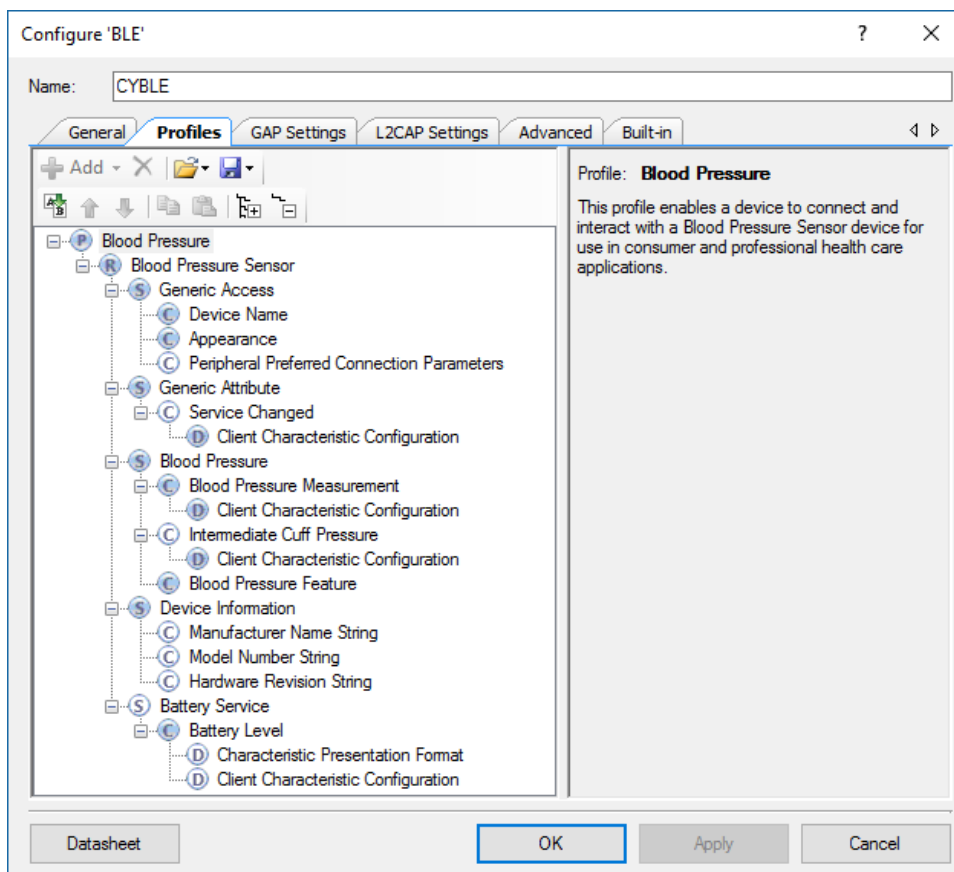 Configure 'BLE'
?
Name: CYBLE
General Profiles GAP Settings L2CAP Settings Advanced Built-in
Add
A B
P Blood Pressure
R Blood Pressure Sensor
S Generic Access
C Device Name
C Appearance
C Peripheral Preferred Connection Parameters
S Generic Attribute
C Service Changed
D Client Characteristic Configuration
S Blood Pressure
C Blood Pressure Measurement
D Client Characteristic Configuration
C Intermediate Cuff Pressure
D Client Characteristic Configuration
C Blood Pressure Feature
S Device Information
C Manufacturer Name String
C Model Number String
C Hardware Revision String
S Battery Service
C Battery Level
D Characteristic Presentation Format
D Client Characteristic Configuration
Profile: Blood Pressure
This profile enables a device to connect and
interact with a Blood Pressure Sensor device for
use in consumer and professional health care
applications.
Datasheet OK Apply Cancel